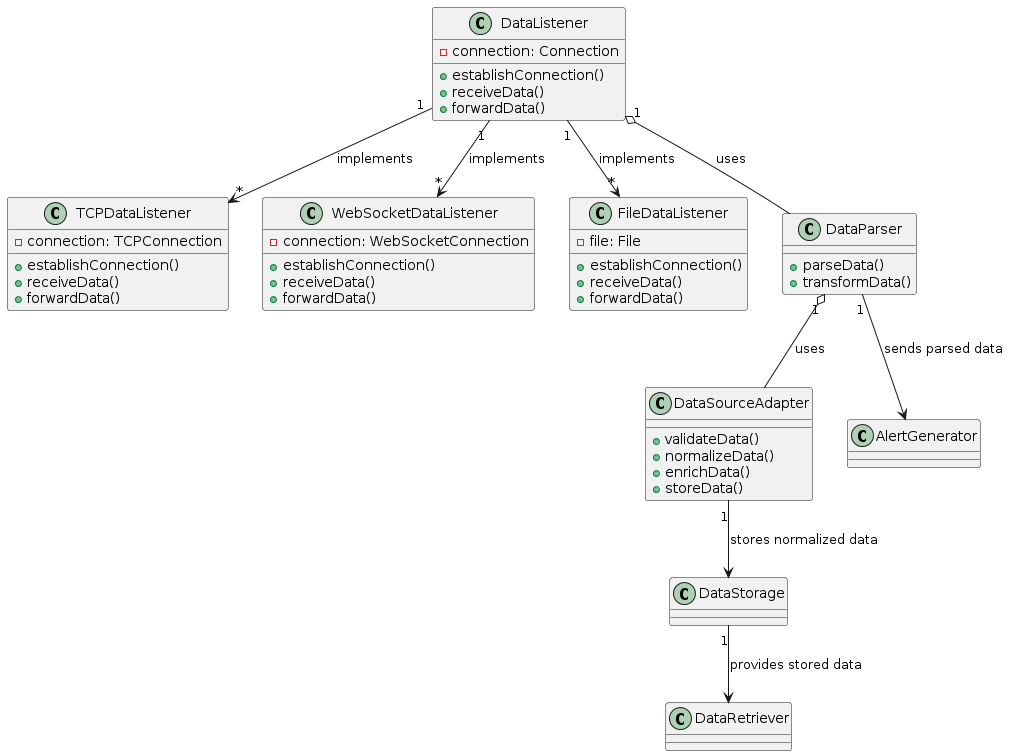 C DataListener
connection: Connection
establishConnection()
receiveData()
forwardData()
1
1
1
1
implements
implements
implements
uses
*
*
*
C TCPDataListener
connection: TCPConnection
establishConnection()
receiveData()
forwardData()
C WebSocketDataListener
connection: WebSocketConnection
establishConnection()
receiveData()
forwardData()
C FileDataListener
file: File
establishConnection()
receiveData()
forwardData()
C DataParser
parseData()
transformData()
1
1
uses
sends parsed data
C DataSourceAdapter
validateData()
normalizeData()
enrichData()
storeData()
C AlertGenerator
1
stores normalized data
C DataStorage
1
provides stored data
C DataRetriever